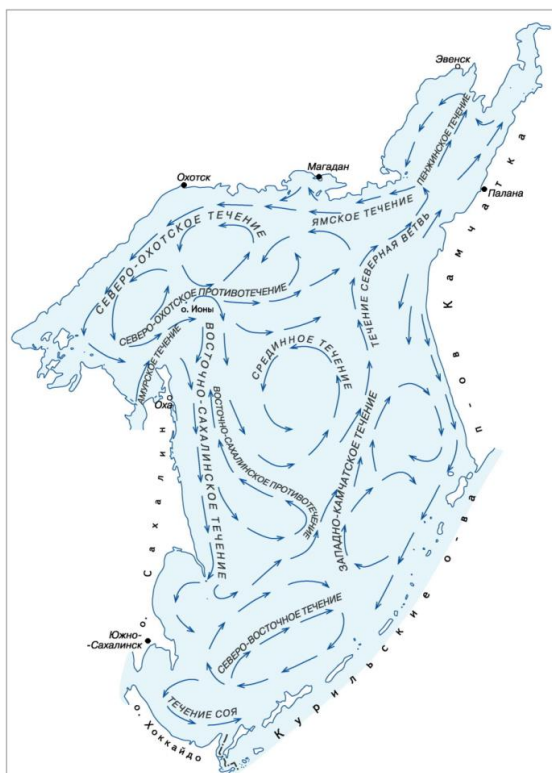 Эвенск
ПЕНЖИНСКОЕ ТЕЧЕНИЕ
Магадан
Охотск
Палана
ЯМСКОЕ ТЕЧЕНИЕ
П-ов Камчатка
СЕВЕРО-ОХОТСКОЕ ТЕЧЕНИЕ
ТЕЧЕНИЕ СЕВЕРНАЯ ВЕТВЬ
СЕВЕРО-ОХОТСКОЕ ПРОТИВОТЕЧЕНИЕ
о. Ионы
АМУРСКОЕ ТЕЧЕНИЕ
СРЕДИННОЕ ТЕЧЕНИЕ
Оха
ВОСТОЧНО-САХАЛИНСКОЕ ТЕЧЕНИЕ
ВОСТОЧНО-САХАЛИНСКОЕ ПРОТИВОТЕЧЕНИЕ
ЗАПАДНО-КАМЧАТСКОЕ ТЕЧЕНИЕ
о. Сахалин
Курильские о-ва
Южно-
-Сахалинск
СЕВЕРО-ВОСТОЧНОЕ ТЕЧЕНИЕ
ТЕЧЕНИЕ СОЯ
о. Хоккайдо